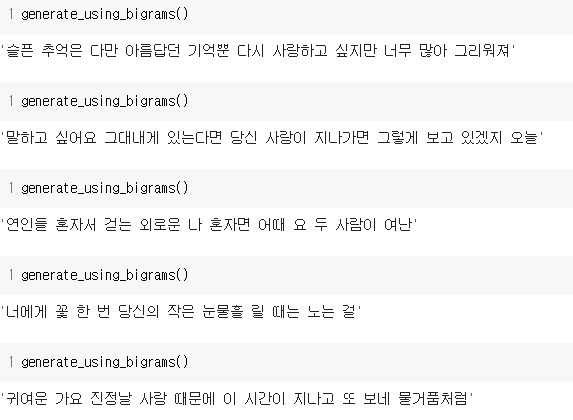 1 generate_using_bigrams()
'슬픈 추억은 다만 아름답던 기억뿐 다시 사랑하고 싶지만 너무 많아 그리워져'
1 generate_using_bigrams()
'말하고 싶어요 그대내게 있는다면 당신 사랑이 지나가면 그렇게 보고 있겠지 오늘'
1 generate_using_bigrams()
'연인들 혼자서 걷는 외로운 나 혼자면 어때 요 두 사람이 여난'
1 generate_using_bigrams()
'너에게 꽃 한 번 당신의 작은 눈물흘 릴 때는 노는 걸'
1 generate_using_bigrams()
'귀여운 가요 진정날 사랑 때문에 이 시간이 지나고 또 보네 물거품처럼'